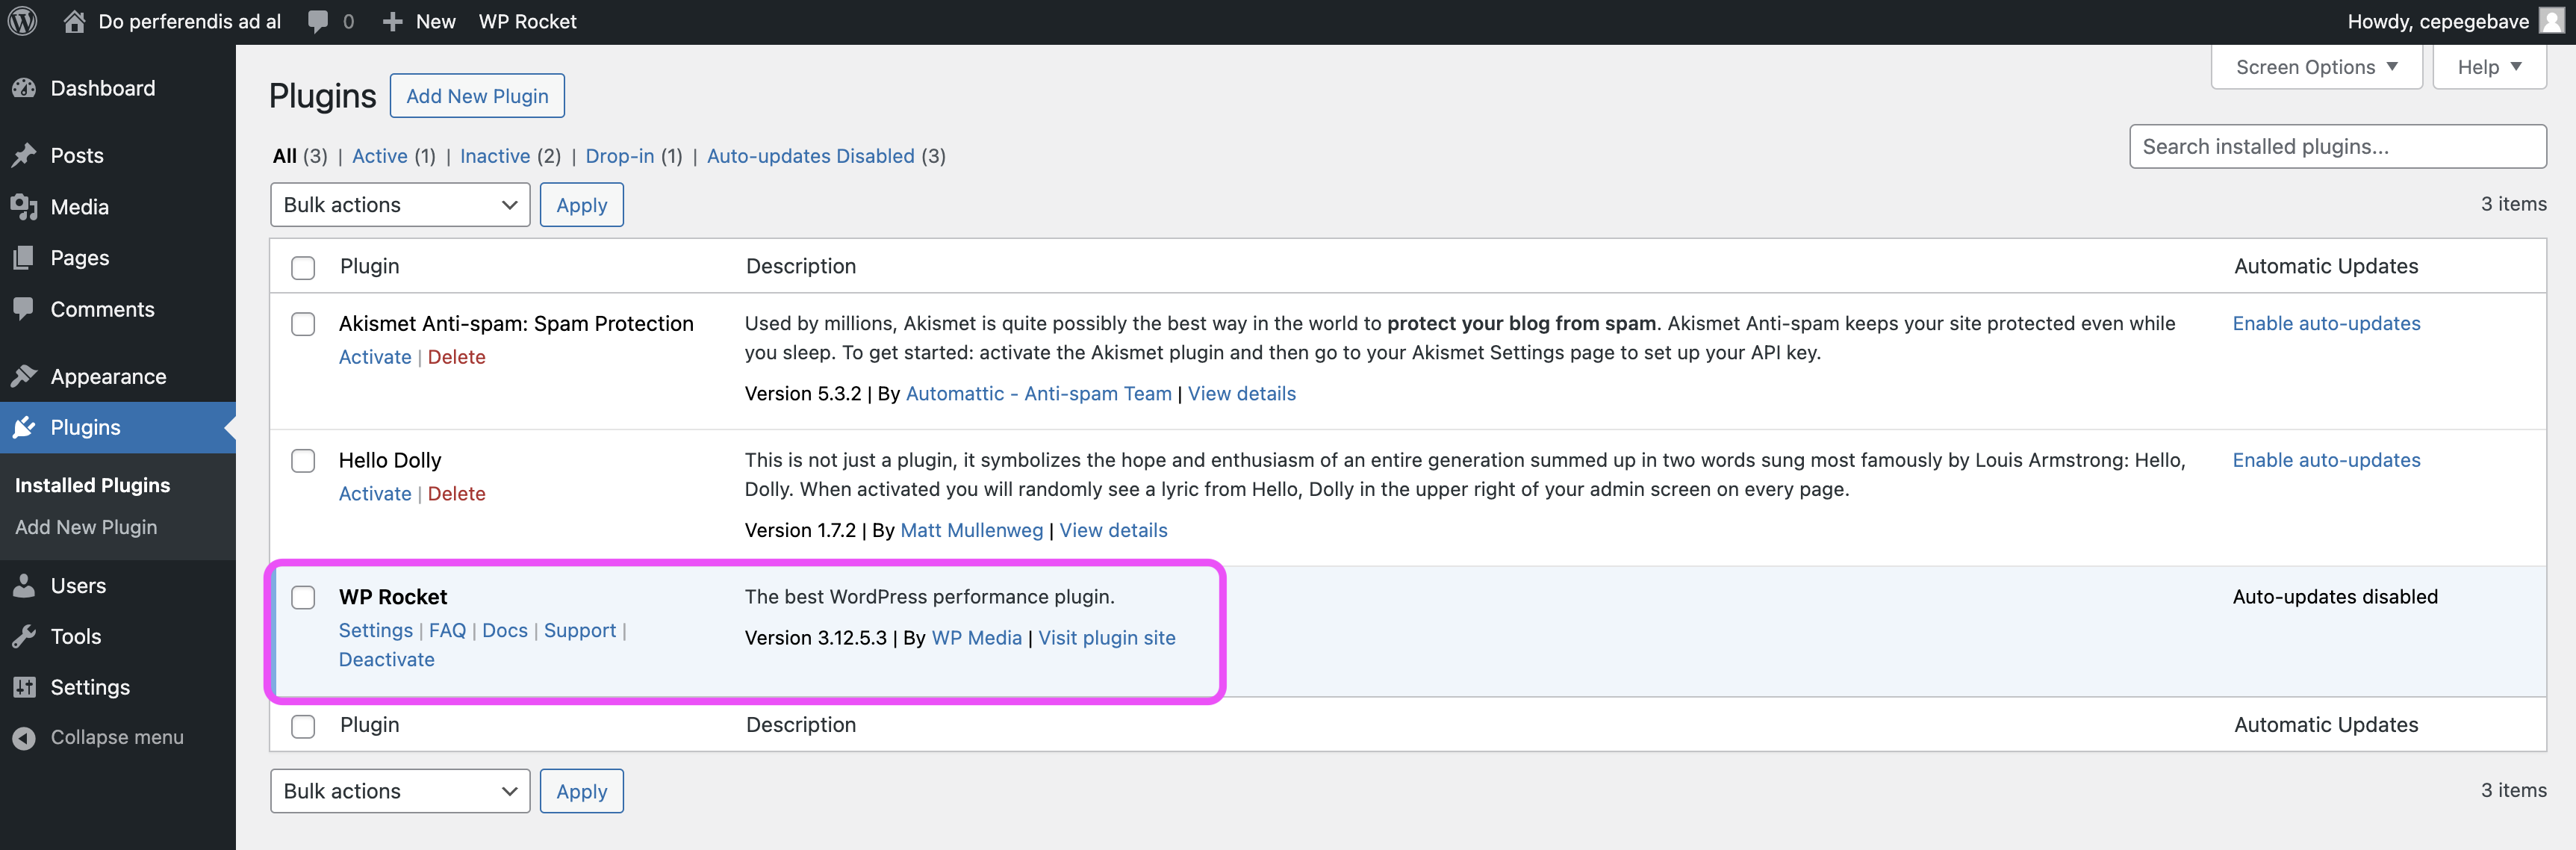 Do perferendis ad al 0 New WP Rocket Howdy, cepegebave
Screen Options Help
Dashboard
Posts
Media
Pages
Comments
Appearance
Plugins
Installed Plugins
Add New Plugin
Users
Tools
Settings
Collapse menu
Plugins Add New Plugin
All (3) | Active (1) | Inactive (2) | Drop-in (1) | Auto-updates Disabled (3)
Search installed plugins...
Bulk actions Apply 3 items
Plugin Description Automatic Updates
Akismet Anti-spam: Spam Protection
Activate | Delete
Used by millions, Akismet is quite possibly the best way in the world to protect your blog from spam. Akismet Anti-spam keeps your site protected even while
you sleep. To get started: activate the Akismet plugin and then go to your Akismet Settings page to set up your API key.
Version 5.3.2 | By Automattic - Anti-spam Team | View details
Enable auto-updates
Hello Dolly
Activate | Delete
This is not just a plugin, it symbolizes the hope and enthusiasm of an entire generation summed up in two words sung most famously by Louis Armstrong: Hello,
Dolly. When activated you will randomly see a lyric from Hello, Dolly in the upper right of your admin screen on every page.
Version 1.7.2 | By Matt Mullenweg | View details
Enable auto-updates
WP Rocket
Settings | FAQ | Docs | Support |
Deactivate
The best WordPress performance plugin.
Version 3.12.5.3 | By WP Media | Visit plugin site
Auto-updates disabled
Plugin Description Automatic Updates
Bulk actions Apply 3 items